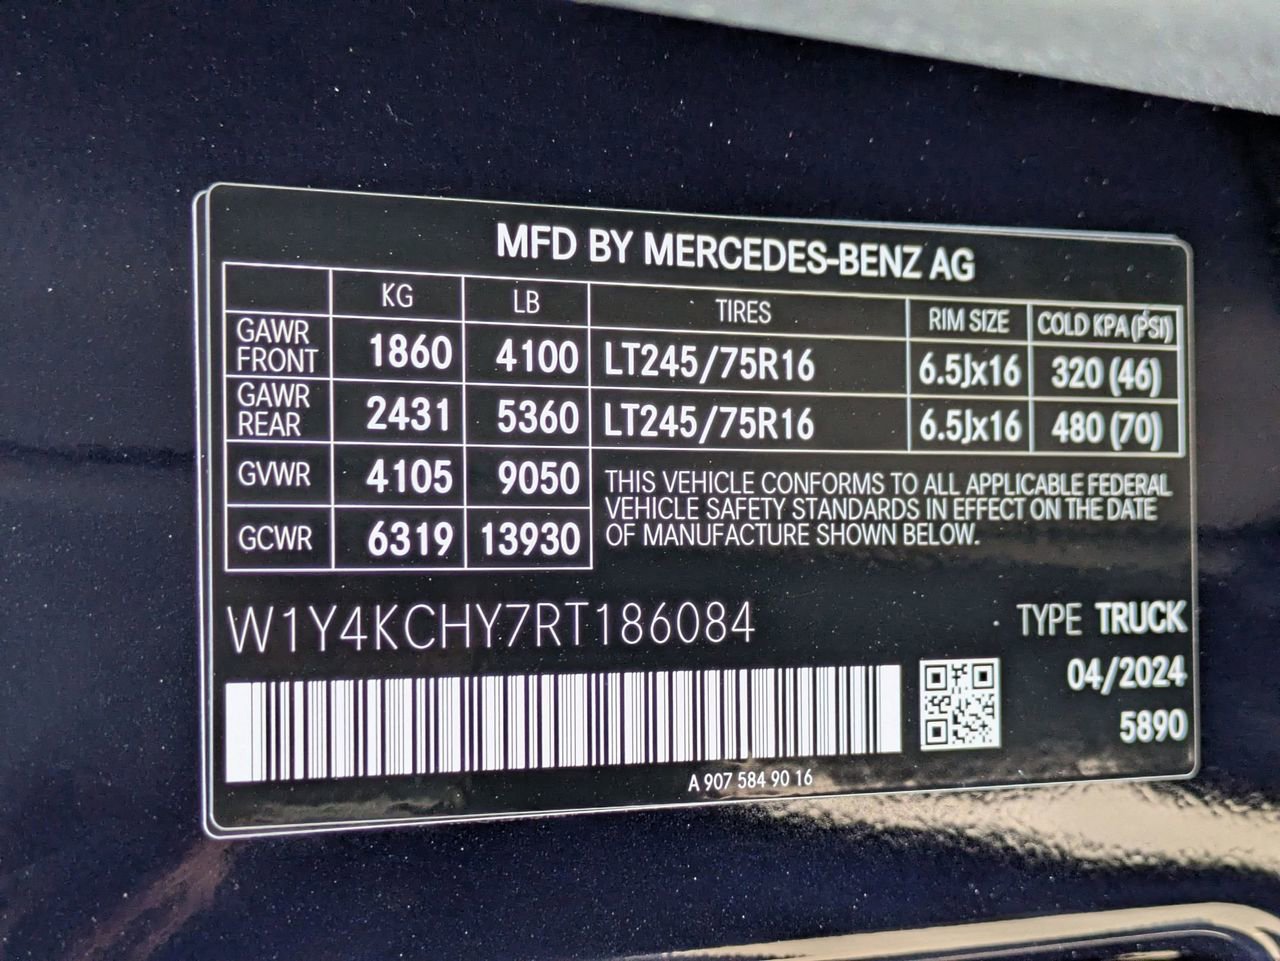 MFD BY MERCEDES-BENZ AG
KG LB TIRES RIM SIZE COLD KPA (PSI)
GAWR FRONT 1860 4100 LT245/75R16 6.5Jx16 320 (46)
GAWR REAR 2431 5360 LT245/75R16 6.5Jx16 480 (70)
GVWR 4105 9050
GCWR 6319 13930
THIS VEHICLE CONFORMS TO ALL APPLICABLE FEDERAL
VEHICLE SAFETY STANDARDS IN EFFECT ON THE DATE
OF MANUFACTURE SHOWN BELOW.
W1Y4KCHY7RT186084
TYPE TRUCK
04/2024
5890
A 907 584 90 16